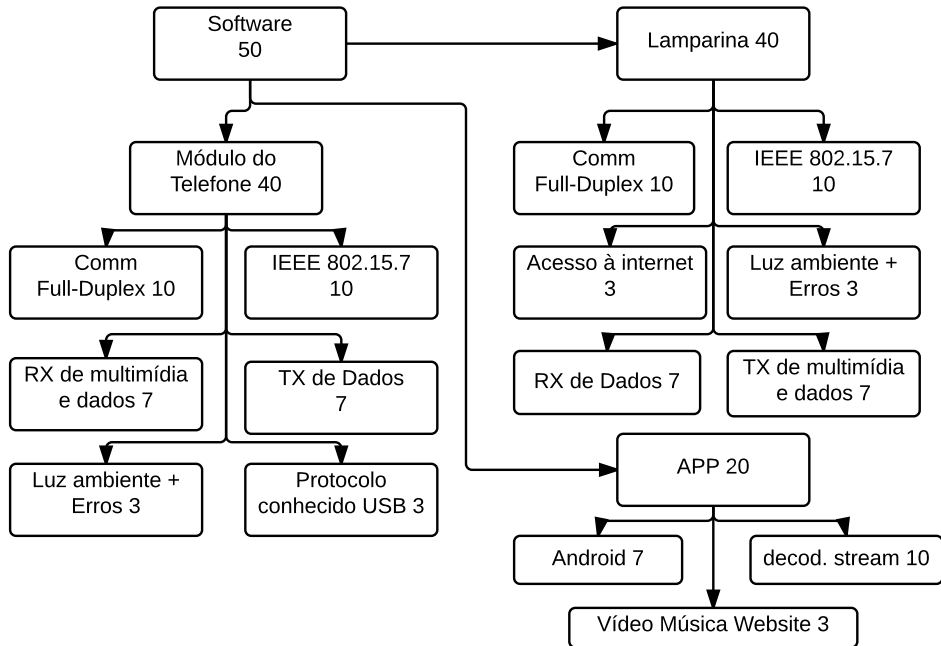 Software
50
Lamparina 40
Módulo do
Telefone 40
Comm
Full-Duplex 10
IEEE 802.15.7
10
RX de multimídia
e dados 7
TX de Dados
7
Luz ambiente +
Erros 3
Protocolo
conhecido USB 3
Comm
Full-Duplex 10
IEEE 802.15.7
10
Acesso à internet
3
Luz ambiente +
Erros 3
RX de Dados 7
TX de multimídia
e dados 7
APP 20
Android 7
decod. stream 10
Vídeo Música Website 3